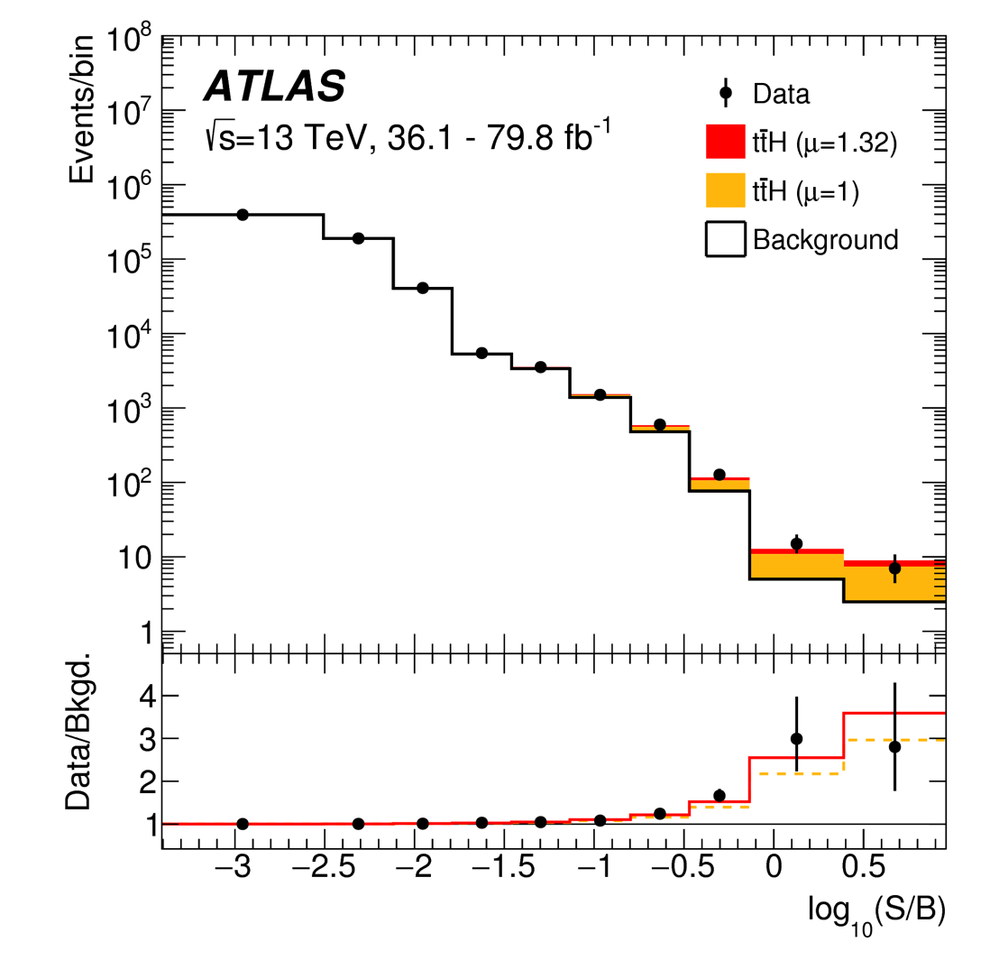 Events/bin
10⁸
10⁷
10⁶
10⁵
10⁴
10³
10²
10
1
ATLAS
√s=13 TeV, 36.1 - 79.8 fb⁻¹
Data
tt̄H (μ=1.32)
tt̄H (μ=1)
Background
Data/Bkgd.
4
3
2
1
−3 −2.5 −2 −1.5 −1 −0.5 0 0.5
log₁₀(S/B)